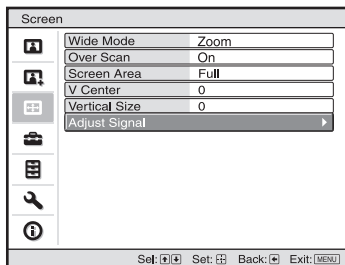 Screen
Wide Mode Zoom
Over Scan On
Screen Area Full
V Center 0
Vertical Size 0
Adjust Signal
Sel: Set: Back: Exit: MENU